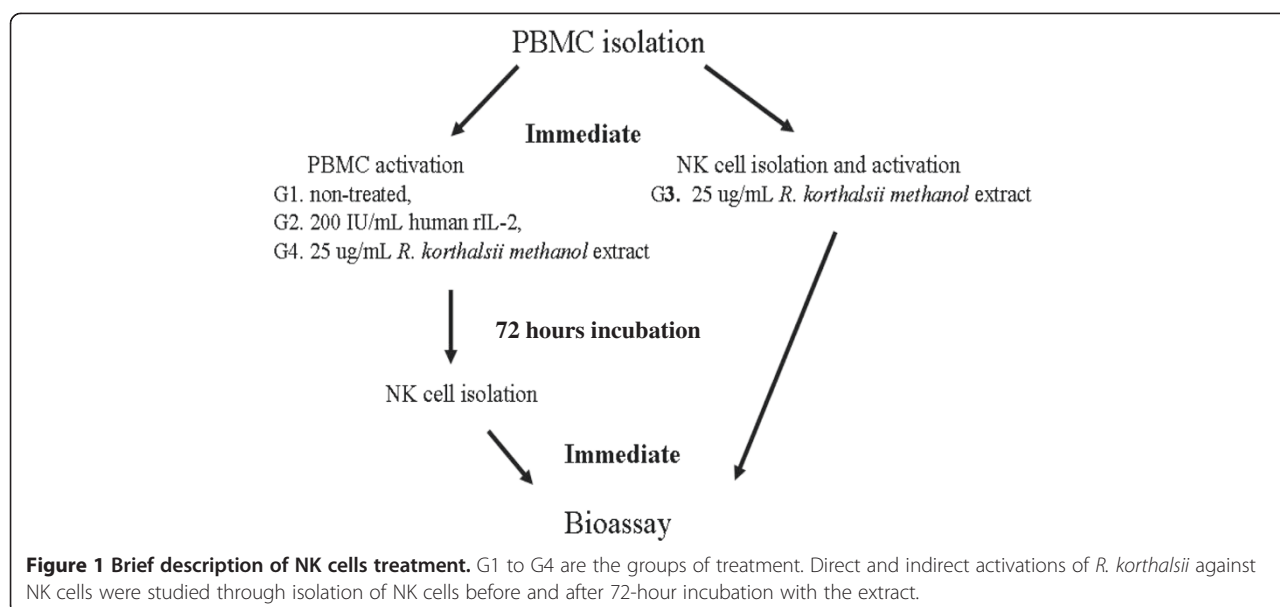 PBMC isolation
Immediate
PBMC activation
G1. non-treated,
G2. 200 IU/mL human rIL-2,
G4. 25 ug/mL R. korthalsii methanol extract
NK cell isolation and activation
G3. 25 ug/mL R. korthalsii methanol extract
72 hours incubation
NK cell isolation
Immediate
Bioassay
Figure 1 Brief description of NK cells treatment. G1 to G4 are the groups of treatment. Direct and indirect activations of R. korthalsii against
NK cells were studied through isolation of NK cells before and after 72-hour incubation with the extract.